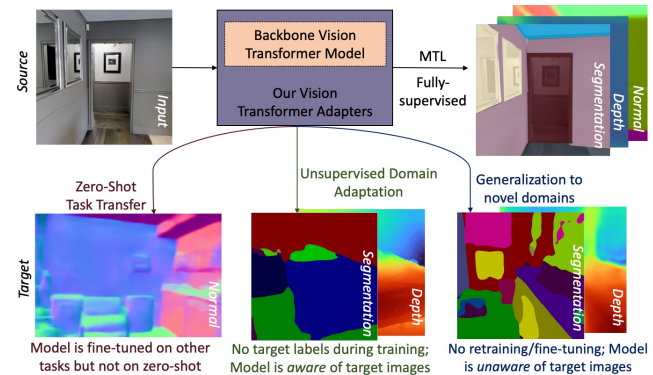 Source
Input
Backbone Vision
Transformer Model
Our Vision
Transformer Adapters
MTL
Fully-
supervised
Segmentation
Depth
Normal
Zero-Shot
Task Transfer
Unsupervised Domain
Adaptation
Generalization to
novel domains
Target
Normal
Segmentation
Depth
Segmentation
Depth
Model is fine-tuned on other
tasks but not on zero-shot
No target labels during training;
Model is aware of target images
No retraining/fine-tuning; Model
is unaware of target images